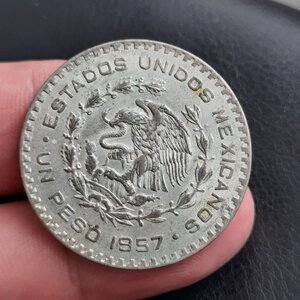 ESTADOS UNIDOS MEXICANOS
UN PESO 1957